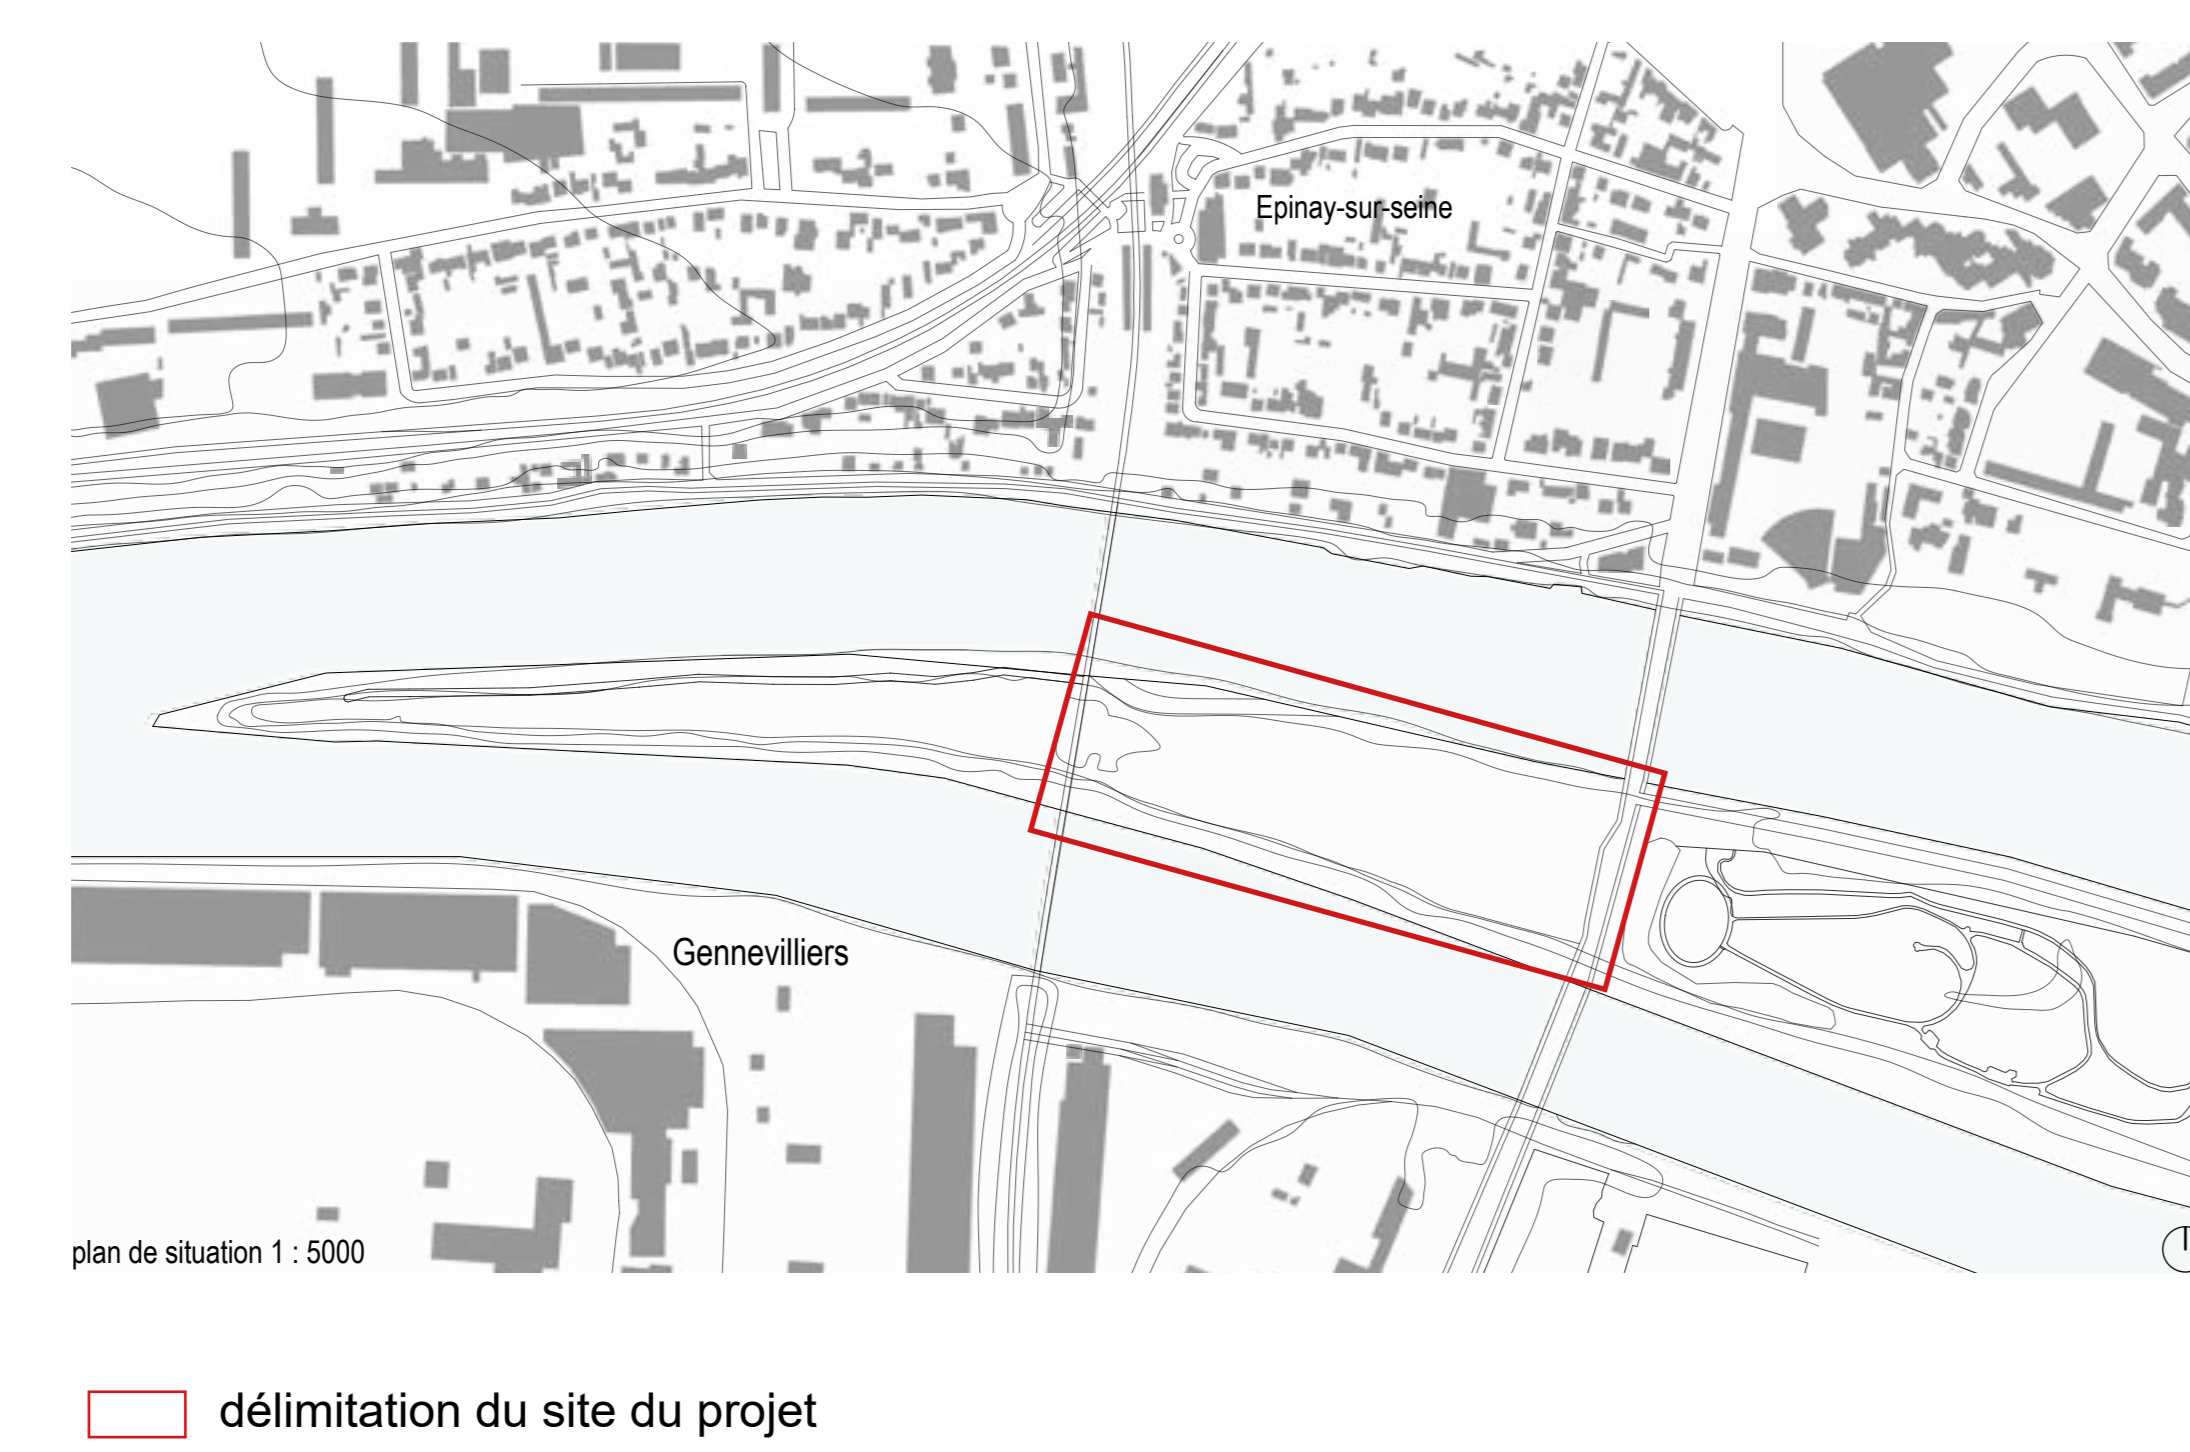 Epinay-sur-seine
Gennevilliers
plan de situation 1 : 5000
délimitation du site du projet